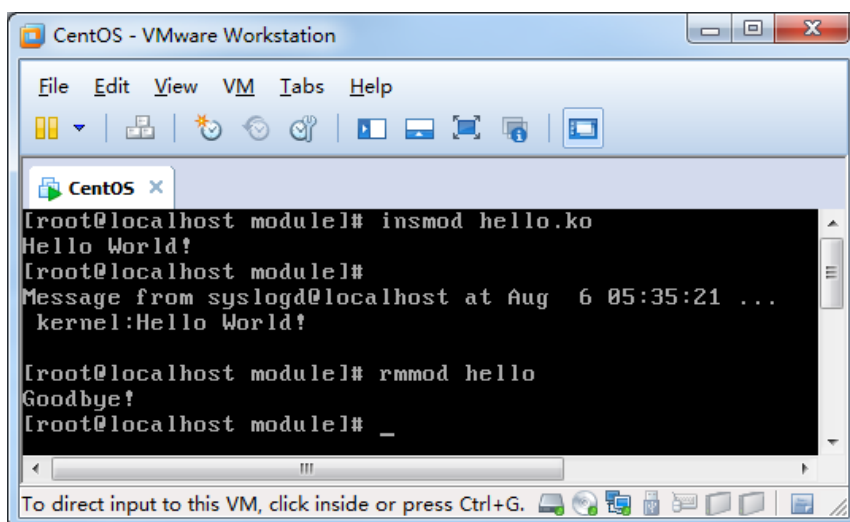 CentOS - VMware Workstation
File Edit View VM Tabs Help
CentOS
[root@localhost module]# insmod hello.ko
Hello World!
[root@localhost module]#
Message from syslogd@localhost at Aug  6 05:35:21 ...
 kernel:Hello World!
[root@localhost module]# rmmod hello
Goodbye!
[root@localhost module]# _
To direct input to this VM, click inside or press Ctrl+G.